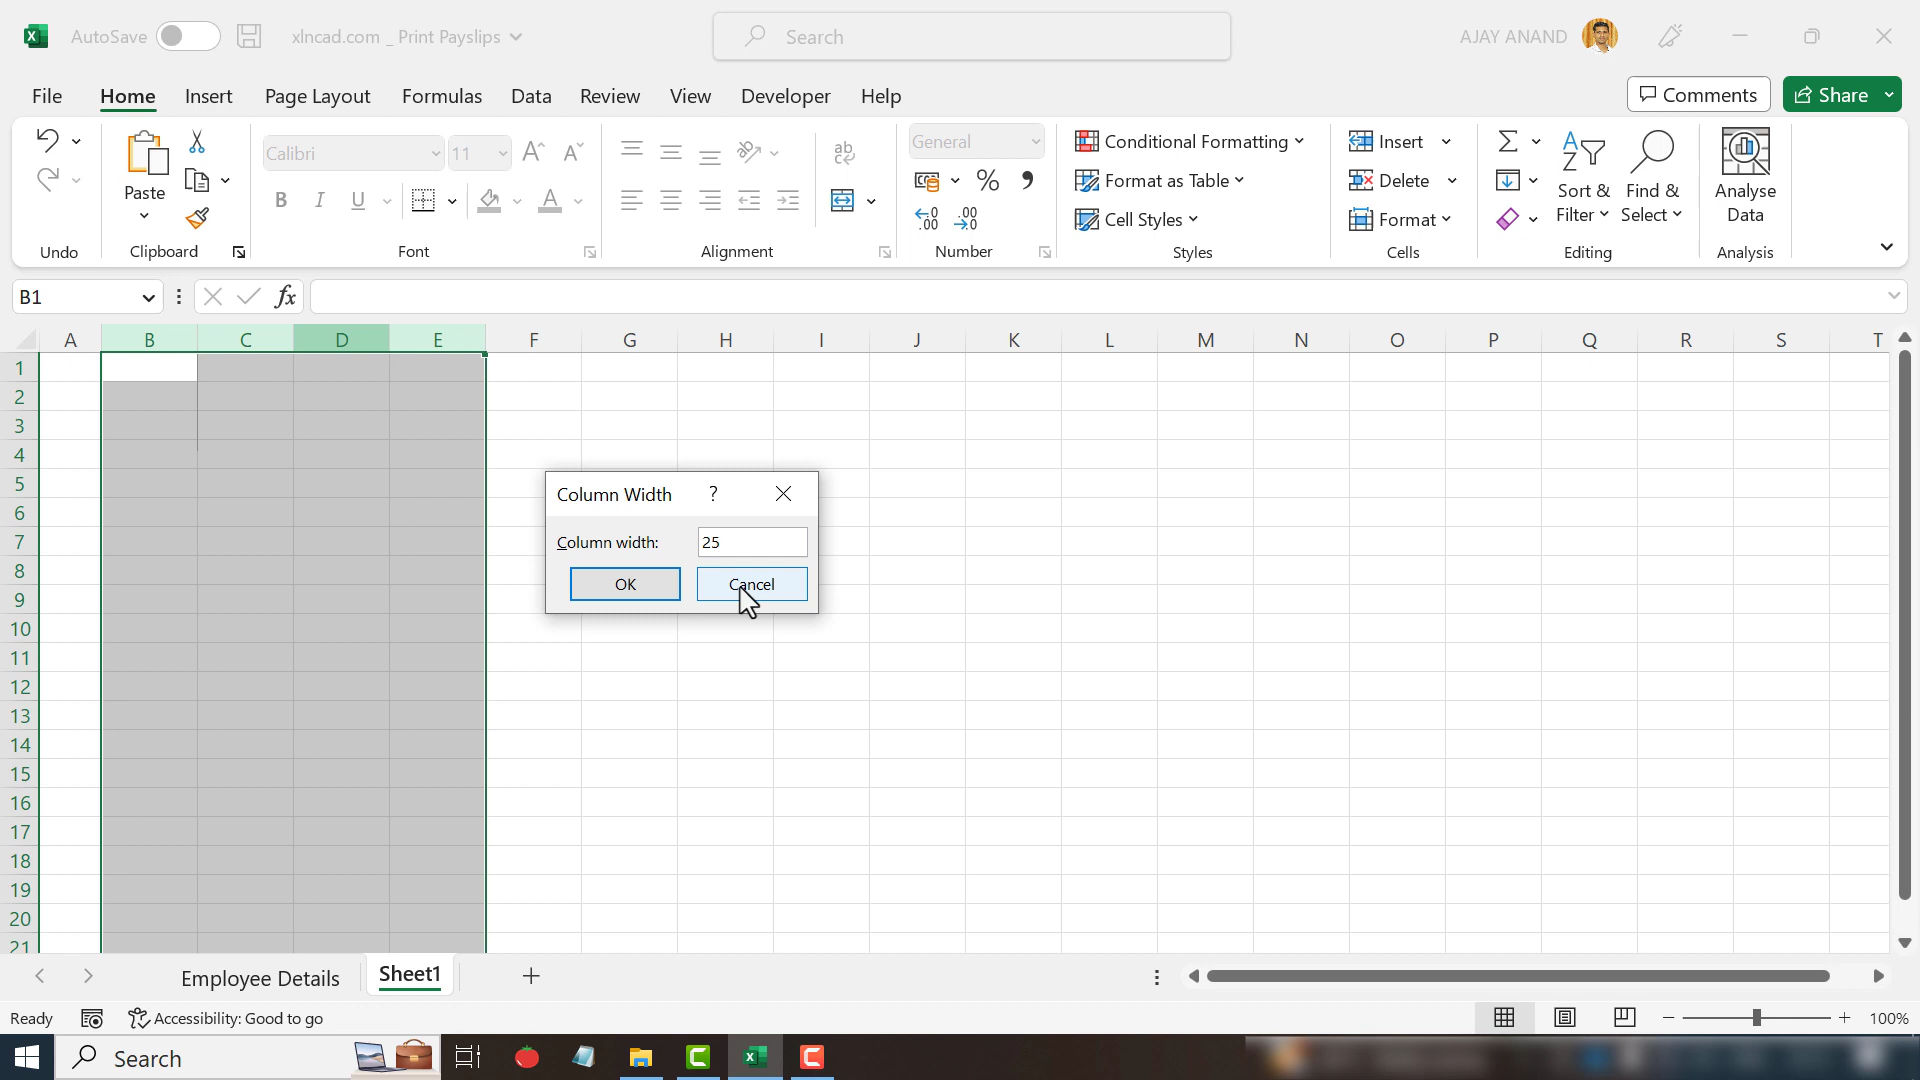 AutoSave xlncad.com _ Print Payslips Search AJAY ANAND
File Home Insert Page Layout Formulas Data Review View Developer Help Comments Share
Paste Calibri 11 ab General Conditional Formatting Insert
B I U % Format as Table Delete Sort & Filter Find & Select Analyse Data
Cell Styles Format
Undo Clipboard Font Alignment Number Styles Cells Editing Analysis
B1 fx
A B C D E F G H I J K L M N O P Q R S T
1
2
3
4
5
Column Width ?
6
7
Column width: 25
8
OK Cancel
9
10
11
12
13
14
15
16
17
18
19
20
21
Employee Details Sheet1
Ready Accessibility: Good to go 100%
Search